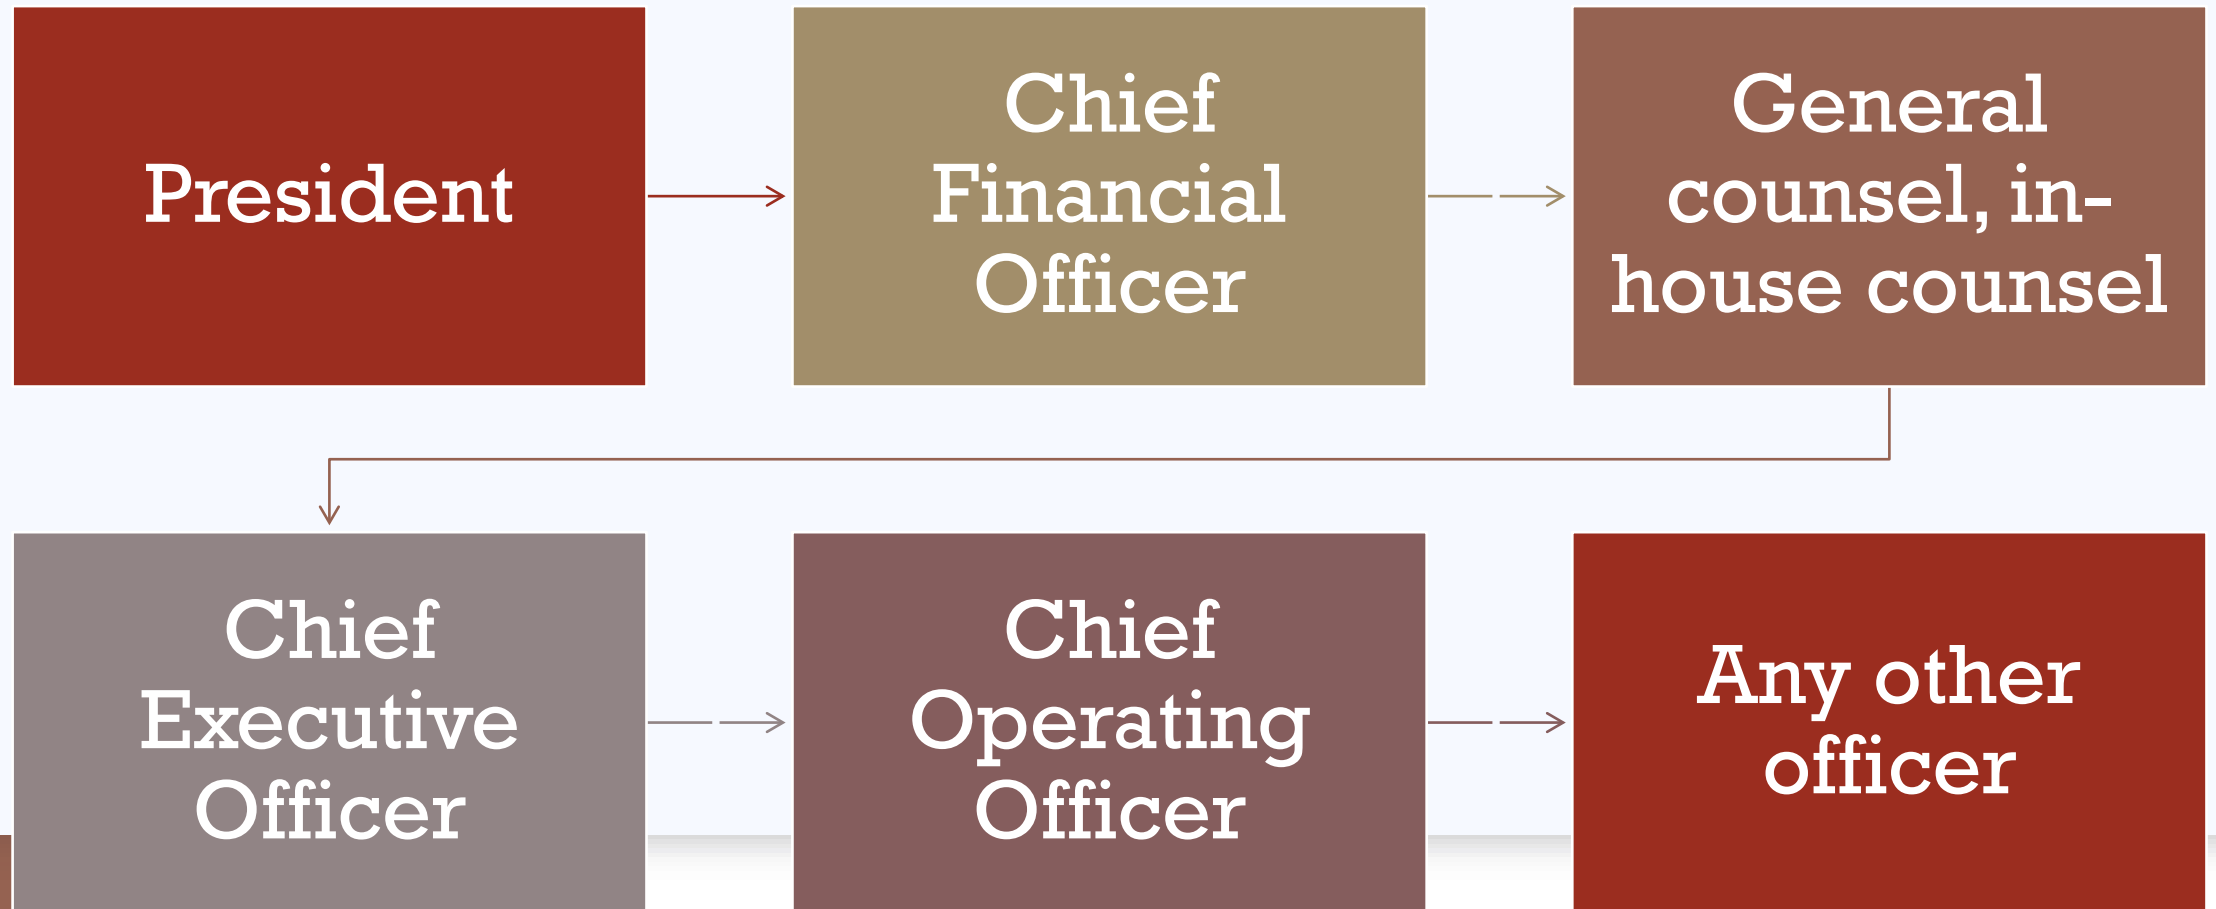 President
Chief
Financial
Officer
General
counsel, in-
house counsel
Chief
Executive
Officer
Chief
Operating
Officer
Any other
officer